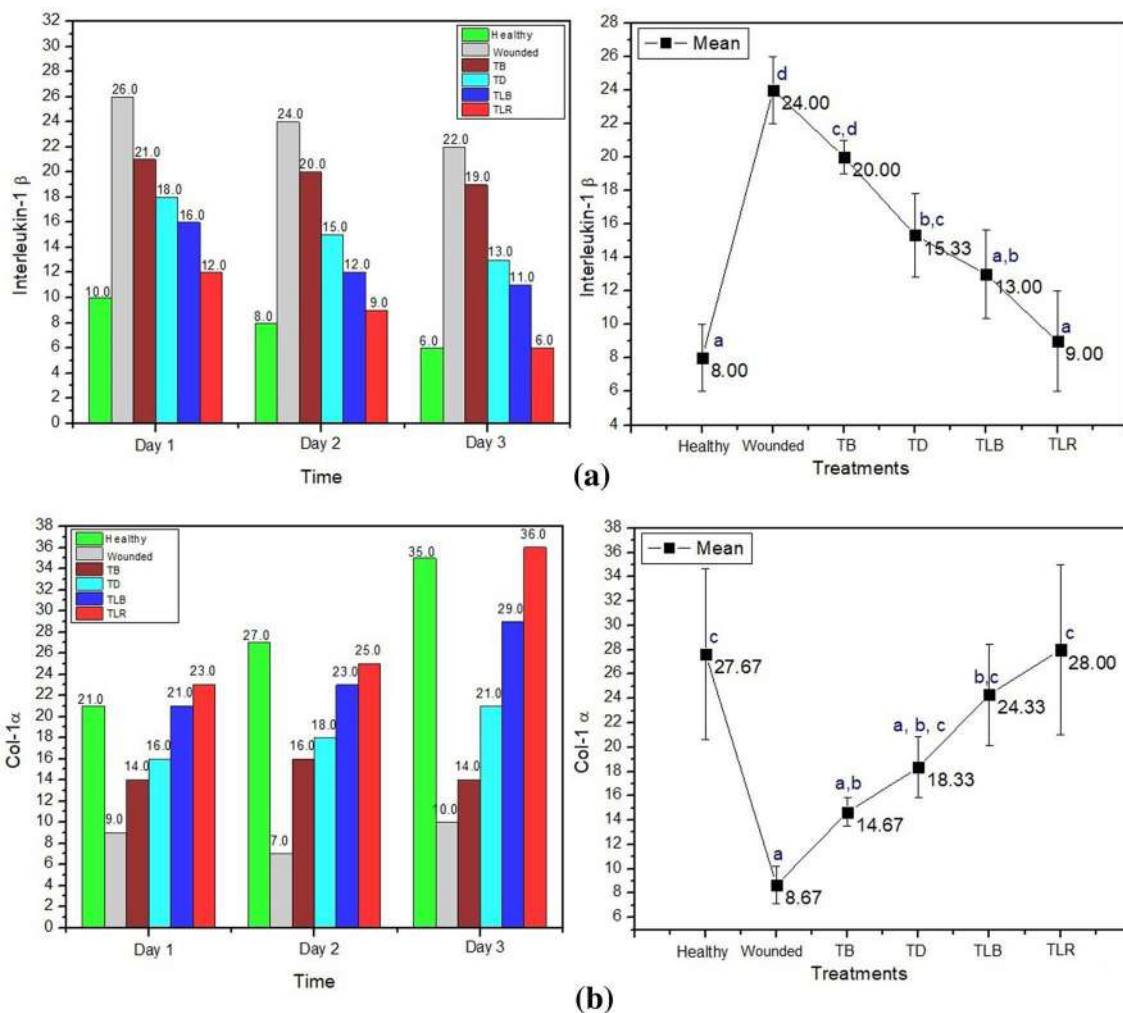 32
30
28
26
24
22
20
18
16
14
12
10
8
6
4
2
0
Interleukin-1 β
Healthy
Wounded
TB
TD
TLB
TLR
10.0
26.0
21.0
18.0
16.0
12.0
8.0
24.0
20.0
15.0
12.0
9.0
6.0
22.0
19.0
13.0
11.0
6.0
Day 1 Day 2 Day 3
Time
28
26
24
22
20
18
16
14
12
10
8
6
4
Interleukin-1 β
Mean
a
8.00
d
24.00
c,d
20.00
b,c
15.33
a,b
13.00
a
9.00
Healthy Wounded TB TD TLB TLR
Treatments
(a)
38
36
34
32
30
28
26
24
22
20
18
16
14
12
10
8
6
4
2
0
Col-1α
Healthy
Wounded
TB
TD
TLB
TLR
21.0
9.0
14.0
16.0
21.0
23.0
27.0
7.0
16.0
18.0
23.0
25.0
35.0
10.0
14.0
21.0
29.0
36.0
Day 1 Day 2 Day 3
Time
38
36
34
32
30
28
26
24
22
20
18
16
14
12
10
8
6
Col-1 α
Mean
c
27.67
a
8.67
a,b
14.67
a, b, c
18.33
b,c
24.33
c
28.00
Healthy Wounded TB TD TLB TLR
Treatments
(b)